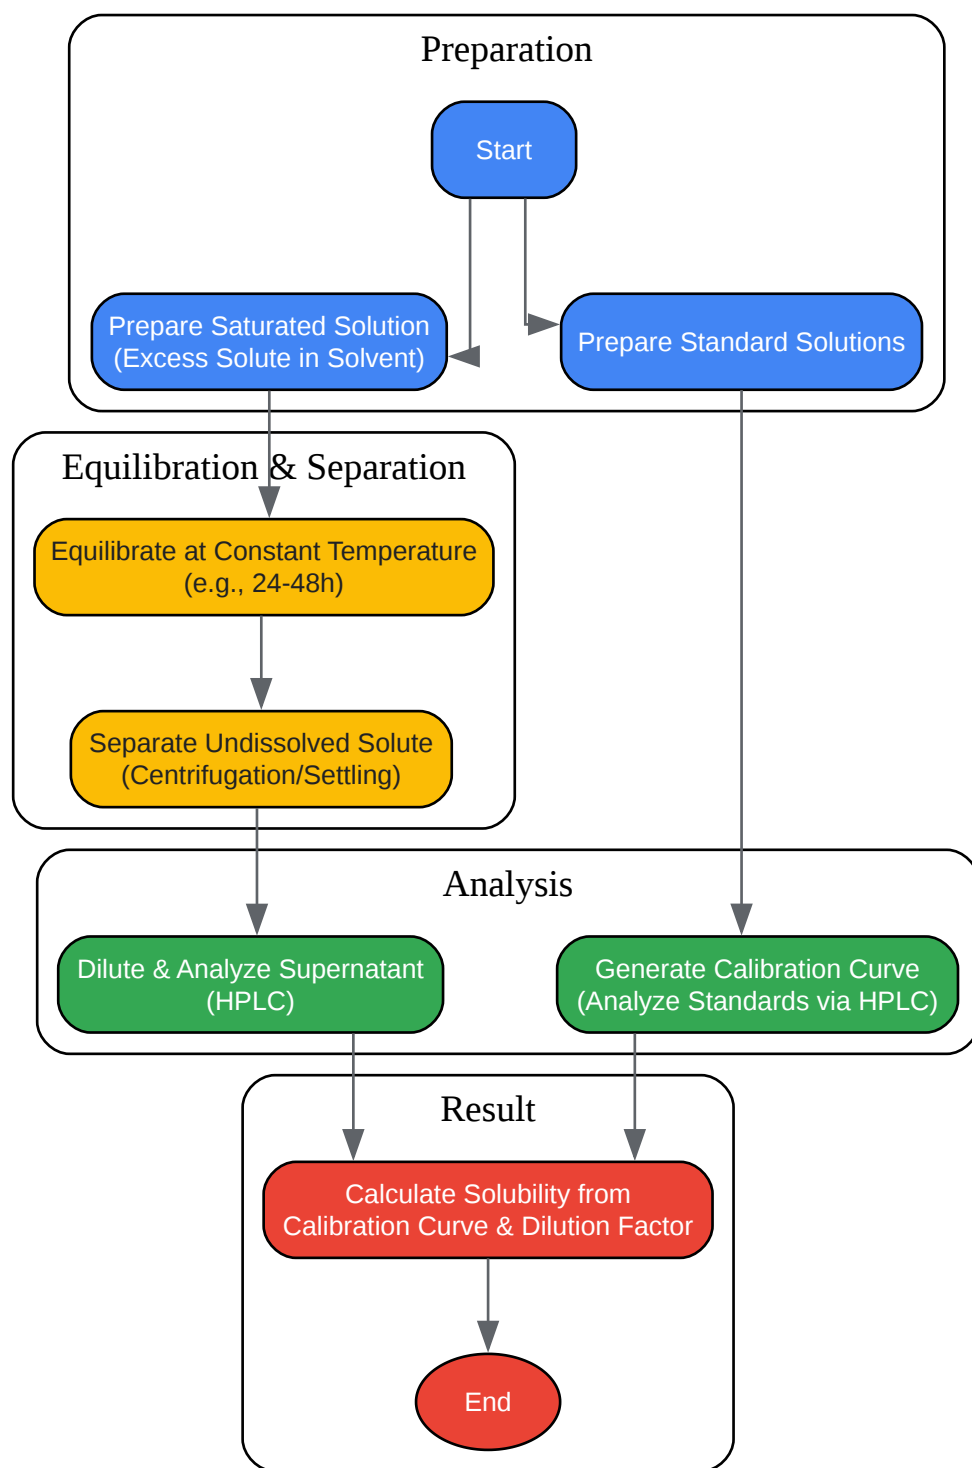 Preparation
Start
Prepare Saturated Solution
(Excess Solute in Solvent)
Prepare Standard Solutions
Equilibration & Separation
Equilibrate at Constant Temperature
(e.g., 24-48h)
Separate Undissolved Solute
(Centrifugation/Settling)
Analysis
Dilute & Analyze Supernatant
(HPLC)
Generate Calibration Curve
(Analyze Standards via HPLC)
Result
Calculate Solubility from
Calibration Curve & Dilution Factor
End